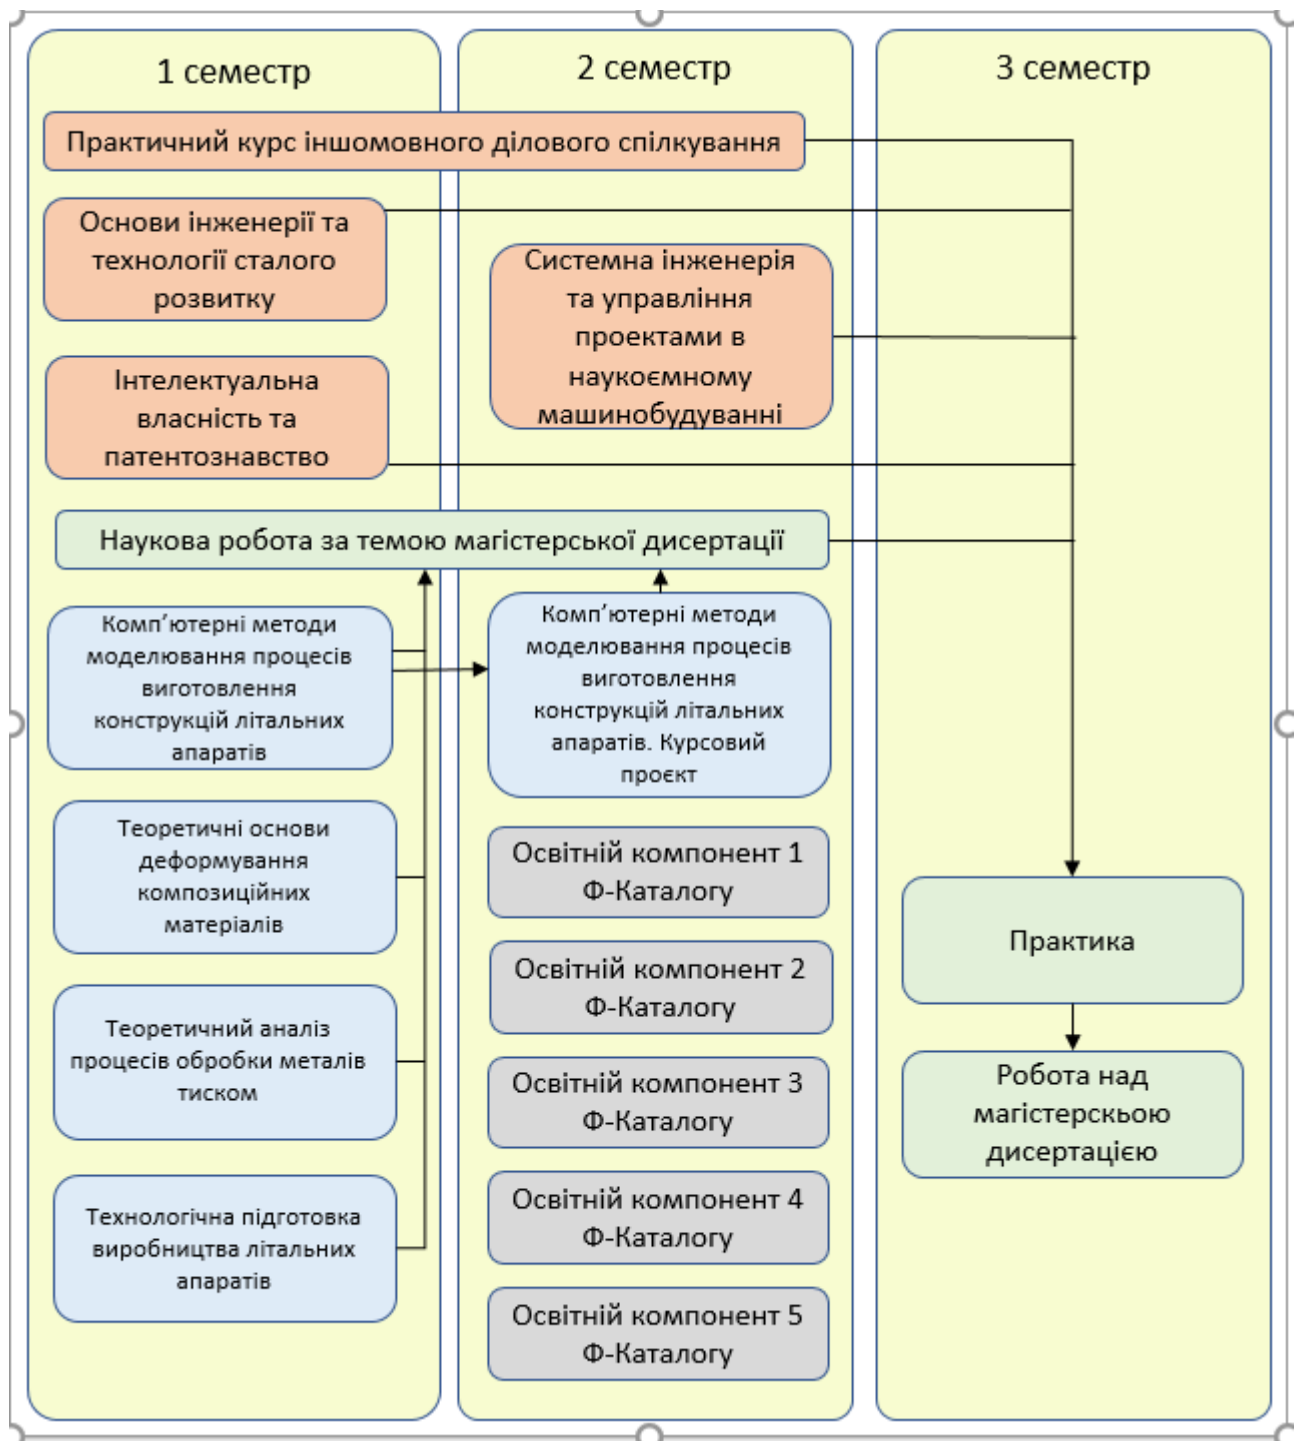 1 семестр
2 семестр
3 семестр
Практичний курс іншомовного ділового спілкування
Основи інженерії та
технології сталого
розвитку
Системна інженерія
та управління
проектами в
наукоємному
машинобудуванні
Інтелектуальна
власність та
патентознавство
Наукова робота за темою магістерської дисертації
Комп’ютерні методи
моделювання процесів
виготовлення
конструкцій літальних
апаратів
Комп’ютерні методи
моделювання процесів
виготовлення
конструкцій літальних
апаратів. Курсовий
проєкт
Теоретичні основи
деформування
композиційних
матеріалів
Теоретичний аналіз
процесів обробки металів
тиском
Технологічна підготовка
виробництва літальних
апаратів
Освітній компонент 1
Ф-Каталогу
Освітній компонент 2
Ф-Каталогу
Освітній компонент 3
Ф-Каталогу
Освітній компонент 4
Ф-Каталогу
Освітній компонент 5
Ф-Каталогу
Практика
Робота над
магістерскьою
дисертацією